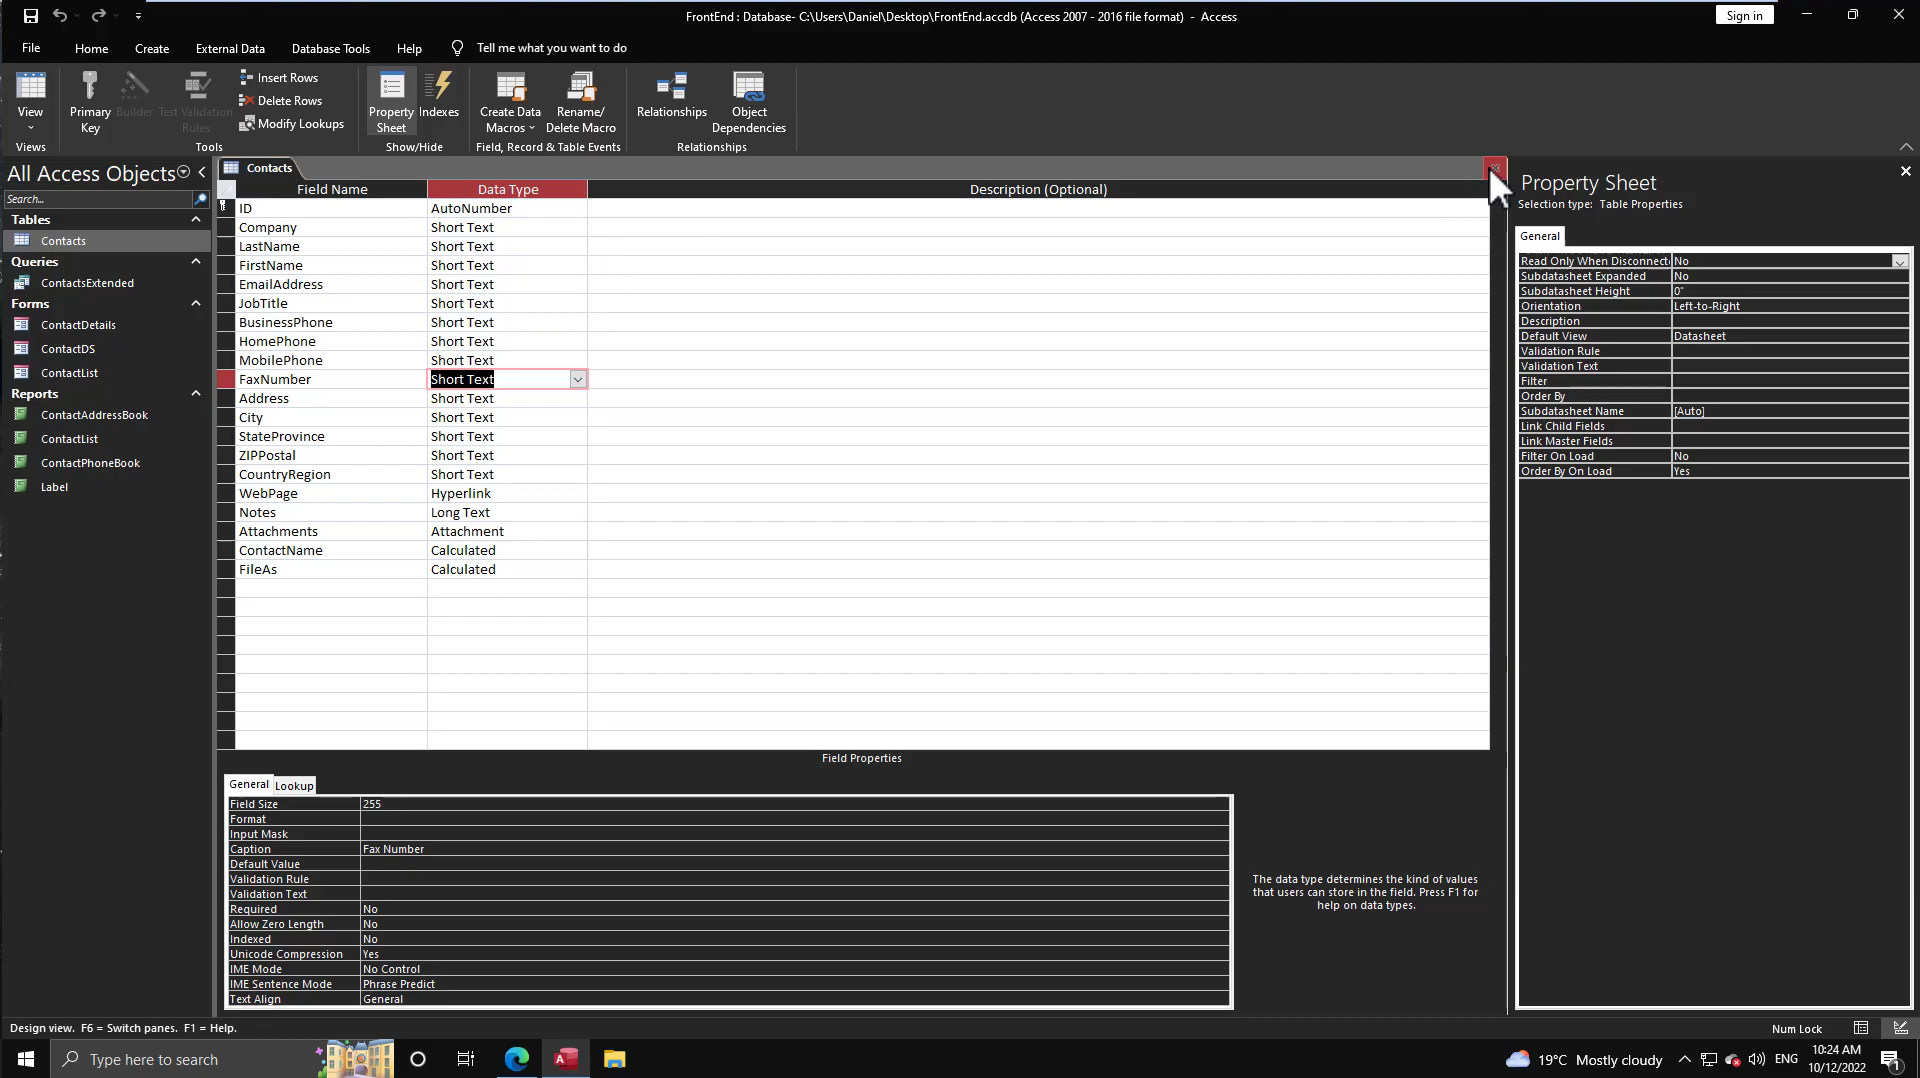 FrontEnd : Database- C:\Users\Daniel\Desktop\FrontEnd.accdb (Access 2007 - 2016 file format) - Access
Sign in
File Home Create External Data Database Tools Help Tell me what you want to do
View
Views
Primary Key
Builder
Test Validation Rules
Insert Rows
Delete Rows
Modify Lookups
Tools
Property Sheet
Indexes
Show/Hide
Create Data Macros
Rename/ Delete Macro
Field, Record & Table Events
Relationships
Object Dependencies
Relationships
All Access Objects
Search...
Tables
Contacts
Queries
ContactsExtended
Forms
ContactDetails
ContactDS
ContactList
Reports
ContactAddressBook
ContactList
ContactPhoneBook
Label
Contacts
Field Name Data Type Description (Optional)
ID AutoNumber
Company Short Text
LastName Short Text
FirstName Short Text
EmailAddress Short Text
JobTitle Short Text
BusinessPhone Short Text
HomePhone Short Text
MobilePhone Short Text
FaxNumber Short Text
Address Short Text
City Short Text
StateProvince Short Text
ZIPPostal Short Text
CountryRegion Short Text
WebPage Hyperlink
Notes Long Text
Attachments Attachment
ContactName Calculated
FileAs Calculated
Field Properties
General Lookup
Field Size 255
Format
Input Mask
Caption Fax Number
Default Value
Validation Rule
Validation Text
Required No
Allow Zero Length No
Indexed No
Unicode Compression Yes
IME Mode No Control
IME Sentence Mode Phrase Predict
Text Align General
The data type determines the kind of values
that users can store in the field. Press F1 for
help on data types.
Property Sheet
Selection type: Table Properties
General
Read Only When Disconnect No
Subdatasheet Expanded No
Subdatasheet Height 0"
Orientation Left-to-Right
Description
Default View Datasheet
Validation Rule
Validation Text
Filter
Order By
Subdatasheet Name [Auto]
Link Child Fields
Link Master Fields
Filter On Load No
Order By On Load Yes
Design view. F6 = Switch panes. F1 = Help.
Num Lock
Type here to search
19°C Mostly cloudy
ENG
10:24 AM
10/12/2022
1